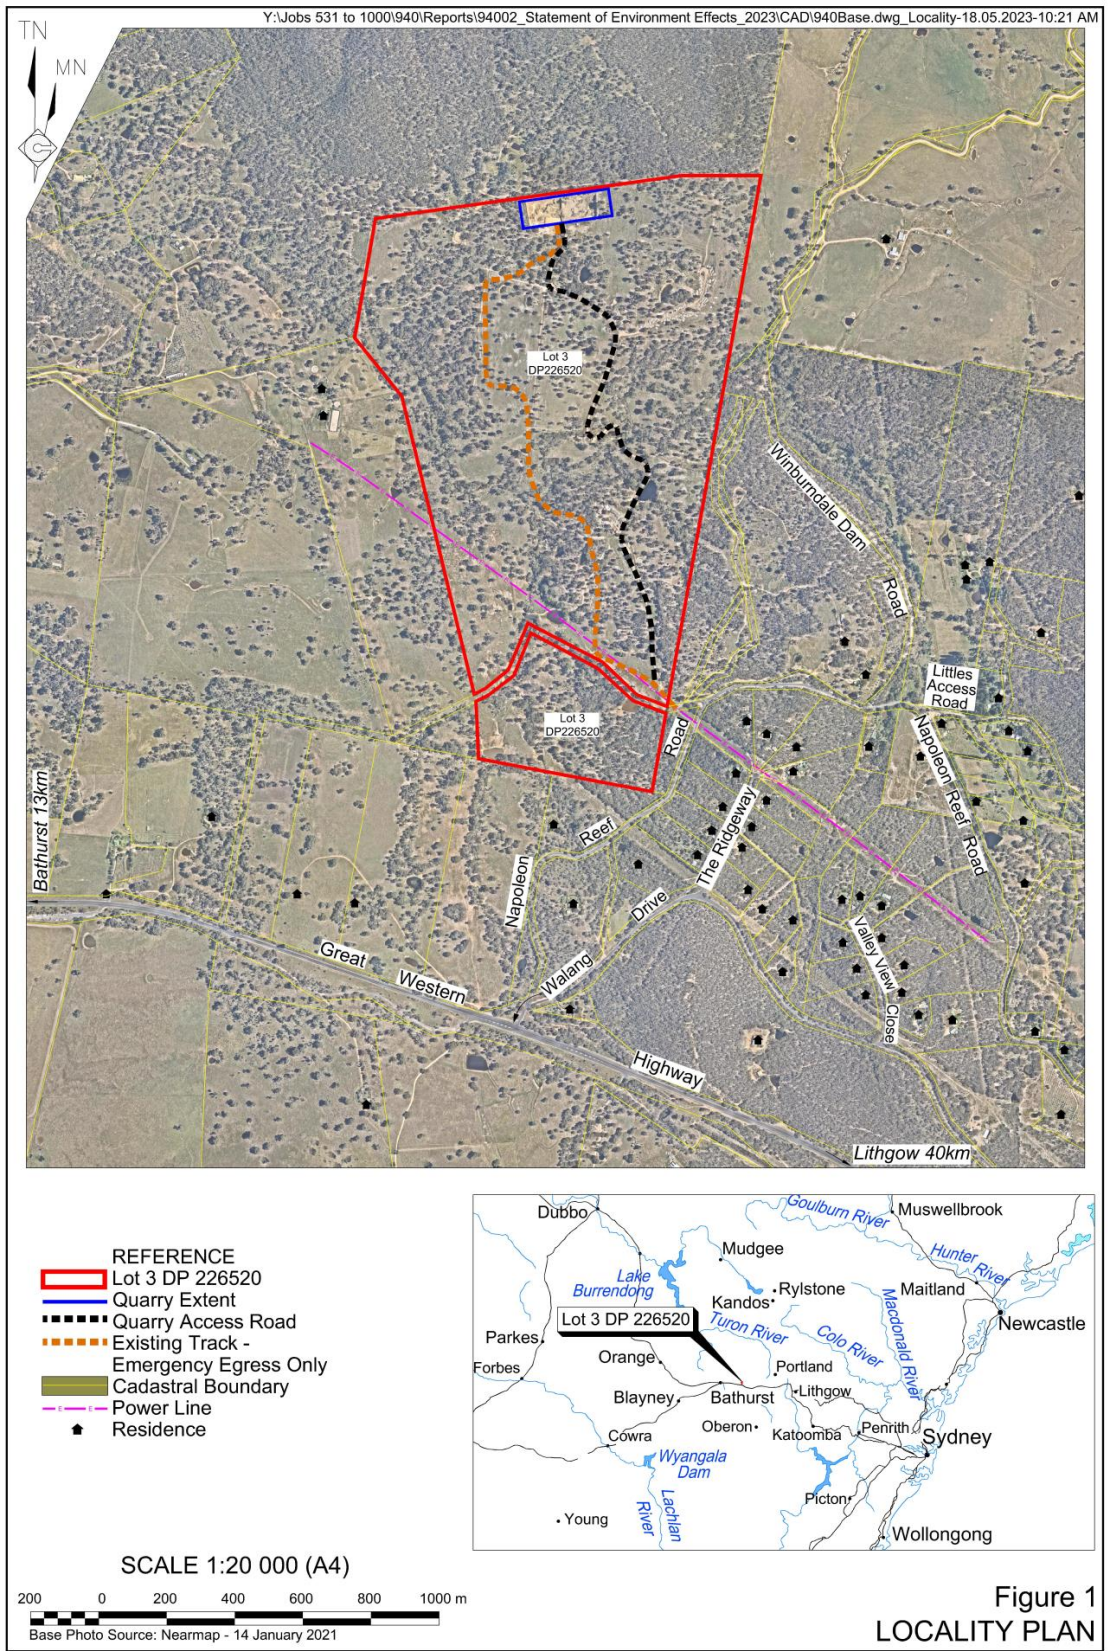 Y:\Jobs 531 to 1000\940\Reports\94002_Statement of Environment Effects_2023\CAD\940Base.dwg_Locality-18.05.2023-10:21 AM
TN
MN
Lot 3
DP226520
Winburndale Dam
Road
Littles
Access
Road
Lot 3
DP226520
Road
Napoleon Reef Road
Bathurst 13km
Reef
The Ridgeway
Napoleon
Drive
Valley View
Close
Great
Western
Walang
Highway
Lithgow 40km
REFERENCE
Lot 3 DP 226520
Quarry Extent
Quarry Access Road
Existing Track -
Emergency Egress Only
Cadastral Boundary
E E
Power Line
Residence
Dubbo
Goulburn River
Muswellbrook
Mudgee
Hunter
River
Lake
Burrendong
Rylstone
Maitland
Kandos
Macdonald River
Newcastle
Lot 3 DP 226520
Turon River
Colo River
Parkes
Orange
Portland
Forbes
Lithgow
Blayney
Bathurst
Oberon
Katoomba
Penrith
Sydney
Cowra
Wyangala
Dam
Lachlan
River
Picton
Young
Wollongong
SCALE 1:20 000 (A4)
200 0 200 400 600 800 1000 m
Base Photo Source: Nearmap - 14 January 2021
Figure 1
LOCALITY PLAN